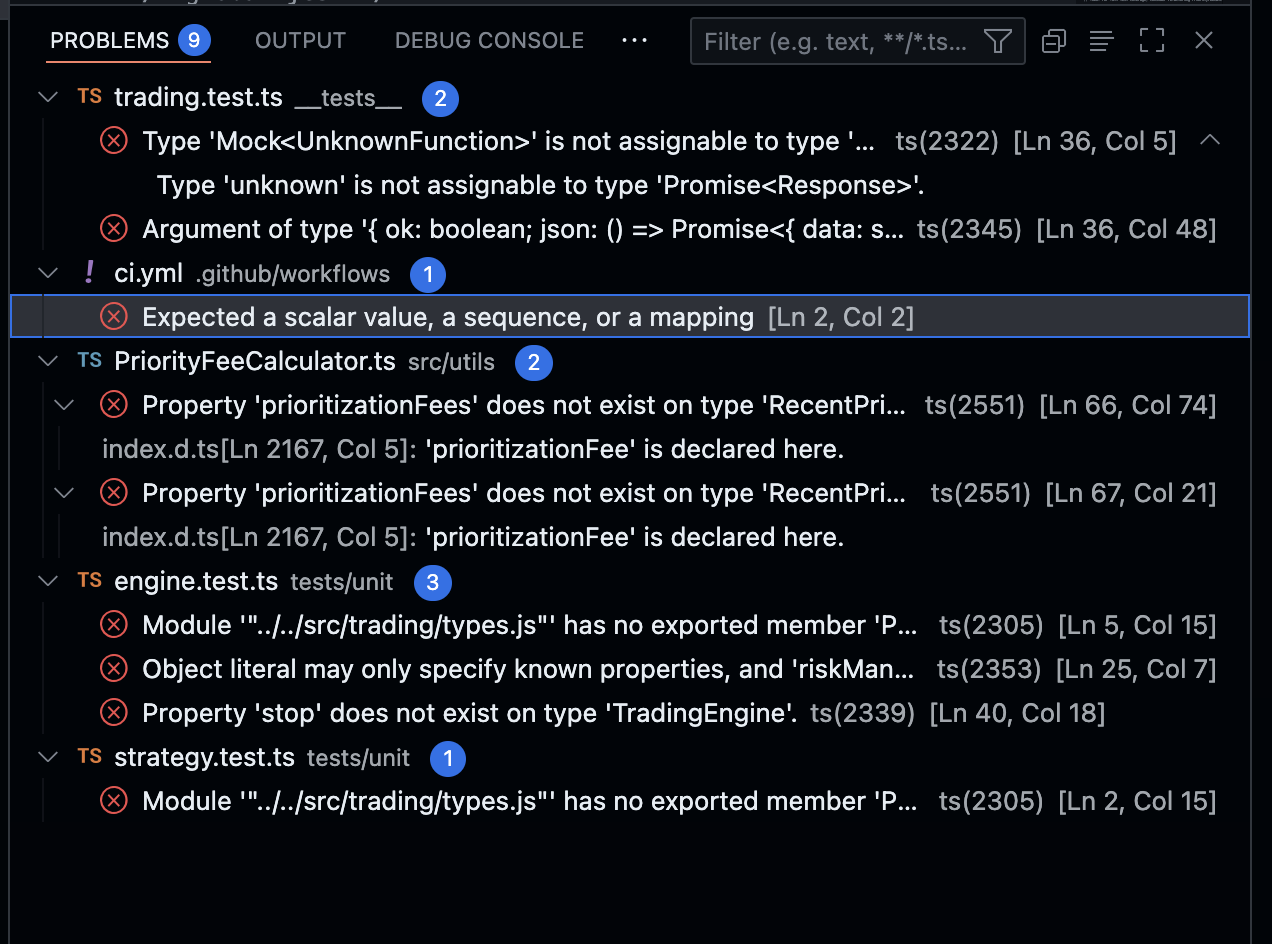 PROBLEMS 9 OUTPUT DEBUG CONSOLE ... Filter (e.g. text, **/*.ts...
TS trading.test.ts __tests__ 2
Type 'Mock<UnknownFunction>' is not assignable to type '... ts(2322) [Ln 36, Col 5]
Type 'unknown' is not assignable to type 'Promise<Response>'.
Argument of type '{ ok: boolean; json: () => Promise<{ data: s... ts(2345) [Ln 36, Col 48]
! ci.yml .github/workflows 1
Expected a scalar value, a sequence, or a mapping [Ln 2, Col 2]
TS PriorityFeeCalculator.ts src/utils 2
Property 'prioritizationFees' does not exist on type 'RecentPri... ts(2551) [Ln 66, Col 74]
index.d.ts[Ln 2167, Col 5]: 'prioritizationFee' is declared here.
Property 'prioritizationFees' does not exist on type 'RecentPri... ts(2551) [Ln 67, Col 21]
index.d.ts[Ln 2167, Col 5]: 'prioritizationFee' is declared here.
TS engine.test.ts tests/unit 3
Module '"../../src/trading/types.js"' has no exported member 'P... ts(2305) [Ln 5, Col 15]
Object literal may only specify known properties, and 'riskMan... ts(2353) [Ln 25, Col 7]
Property 'stop' does not exist on type 'TradingEngine'. ts(2339) [Ln 40, Col 18]
TS strategy.test.ts tests/unit 1
Module '"../../src/trading/types.js"' has no exported member 'P... ts(2305) [Ln 2, Col 15]